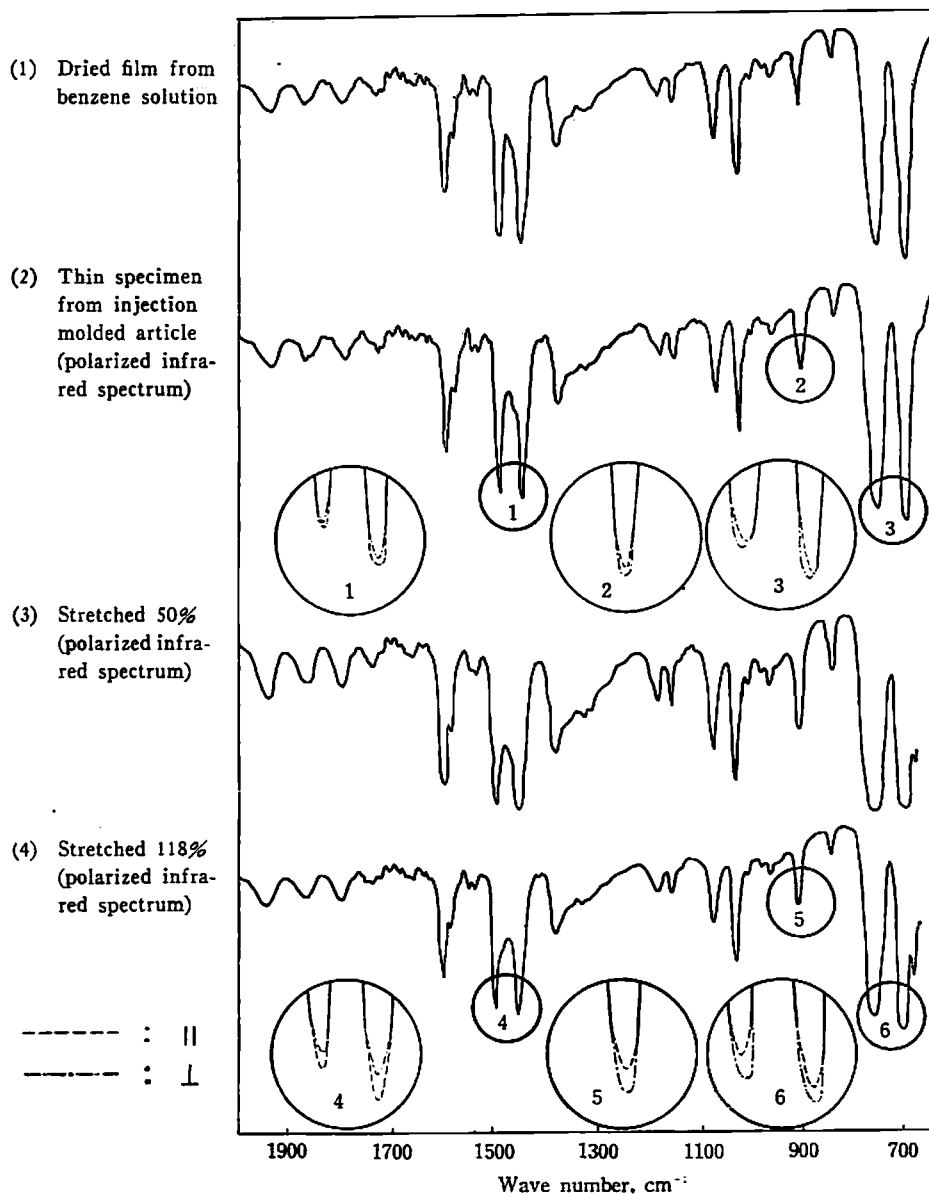 (1) Dried film from
benzene solution
(2) Thin specimen
from injection
molded article
(polarized infra-
red spectrum)
2
1
3
1
2
3
(3) Stretched 50%
(polarized infra-
red spectrum)
(4) Stretched 118%
(polarized infra-
red spectrum)
5
4
6
4
5
6
: ||
: ⊥
1900 1700 1500 1300 1100 900 700
Wave number, cm⁻¹